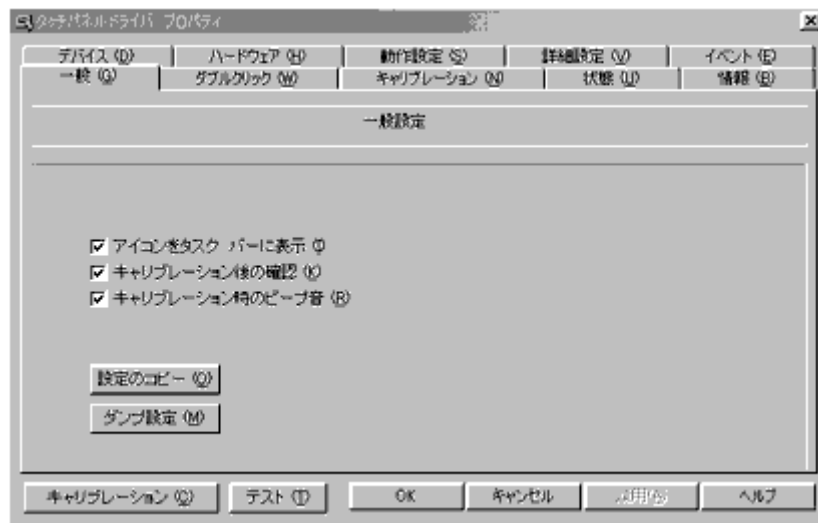 タッチパネルドライバ プロパティ
デバイス (D) ハードウェア (H) 動作設定 (S) 詳細設定 (V) イベント (E)
一般 (G) ダブルクリック (W) キャリブレーション (N) 状態 (U) 情報 (B)
一般設定
アイコンをタスク バーに表示 (I)
キャリブレーション後の確認 (K)
キャリブレーション時のビープ音 (R)
設定のコピー (O)
ダンプ設定 (M)
キャリブレーション (C) テスト (T) OK キャンセル 適用(A) ヘルプ